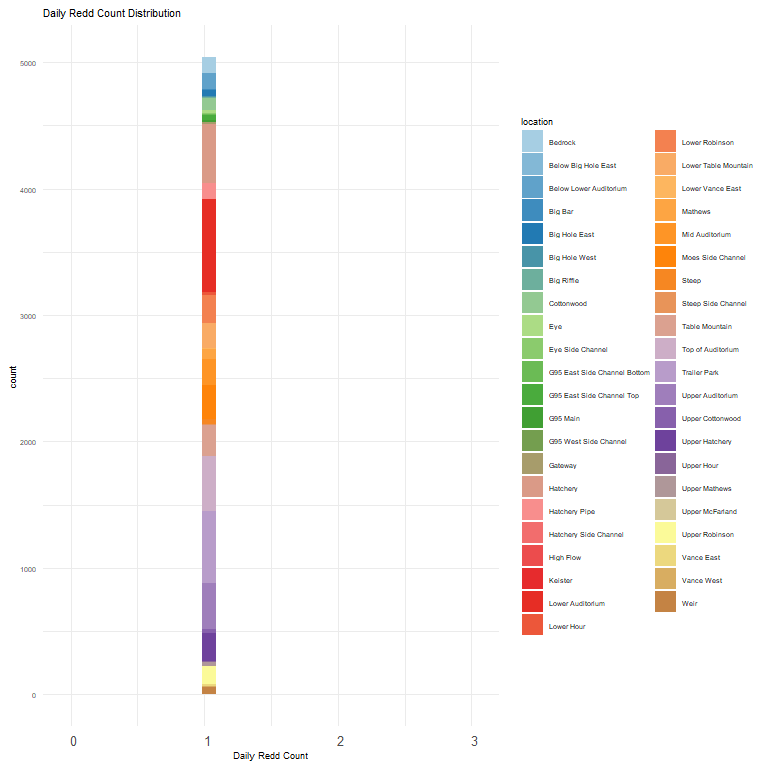 Daily Redd Count Distribution
5000
4000
3000
2000
1000
0
count
0 1 2 3
Daily Redd Count
location
Bedrock
Below Big Hole East
Below Lower Auditorium
Big Bar
Big Hole East
Big Hole West
Big Riffle
Cottonwood
Eye
Eye Side Channel
G95 East Side Channel Bottom
G95 East Side Channel Top
G95 Main
G95 West Side Channel
Gateway
Hatchery
Hatchery Pipe
Hatchery Side Channel
High Flow
Keister
Lower Auditorium
Lower Hour
Lower Robinson
Lower Table Mountain
Lower Vance East
Mathews
Mid Auditorium
Moes Side Channel
Steep
Steep Side Channel
Table Mountain
Top of Auditorium
Trailer Park
Upper Auditorium
Upper Cottonwood
Upper Hatchery
Upper Hour
Upper Mathews
Upper McFarland
Upper Robinson
Vance East
Vance West
Weir